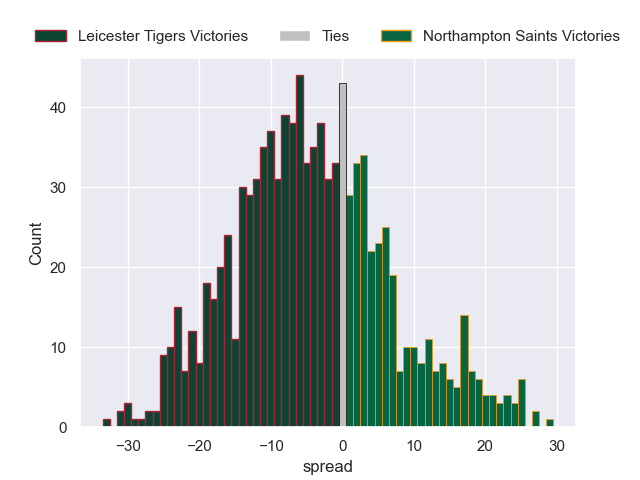 Leicester Tigers Victories Ties Northampton Saints Victories
40
30
20
10
0
Count
−30 −20 −10 0 10 20 30
spread